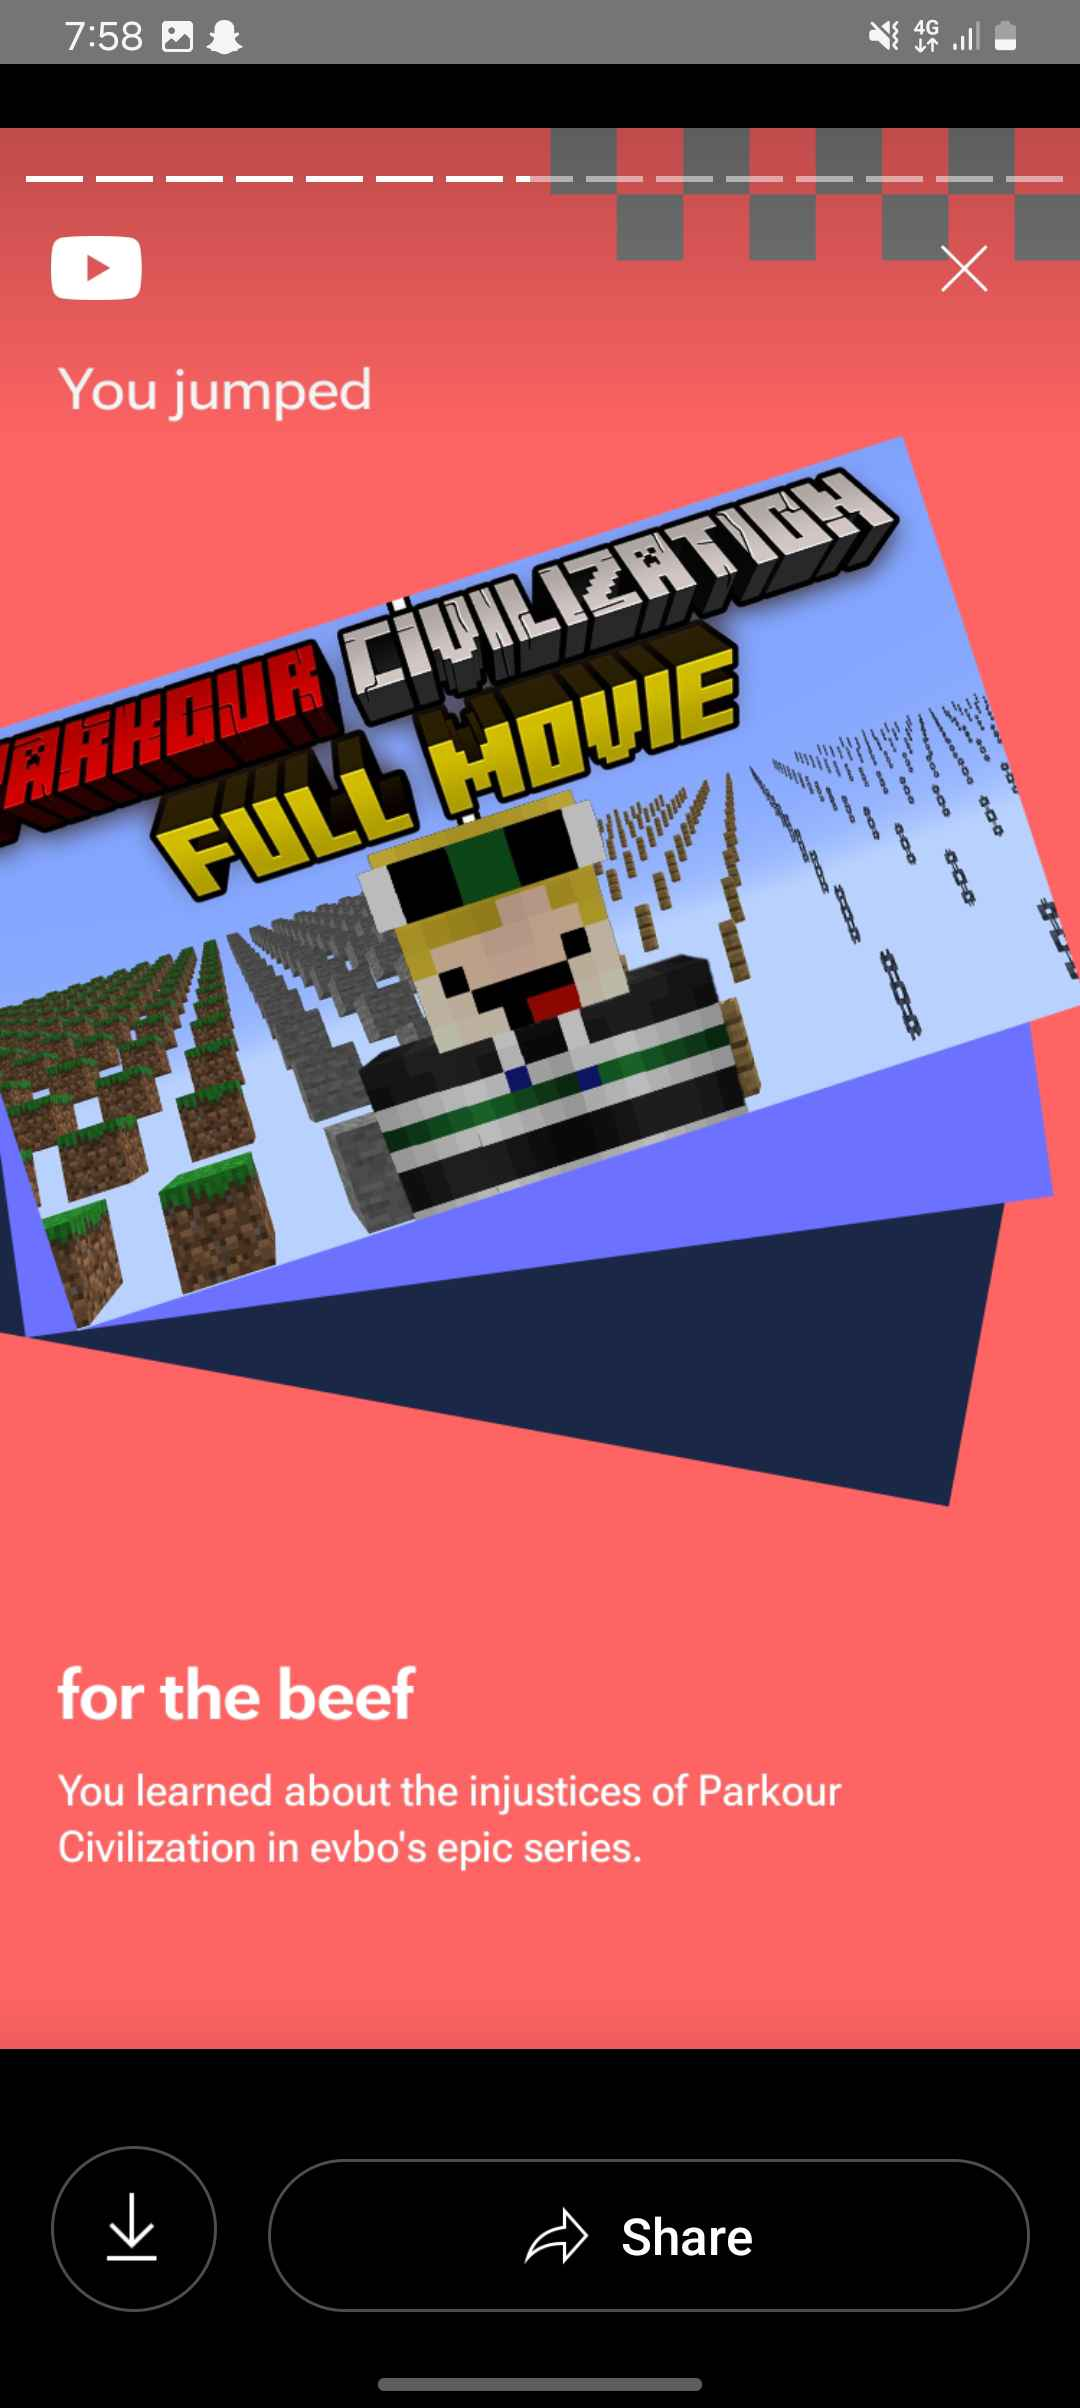 7:58
4G
You jumped
PARKOUR CIVILIZATION
FULL MOVIE
for the beef
You learned about the injustices of Parkour
Civilization in evbo's epic series.
Share